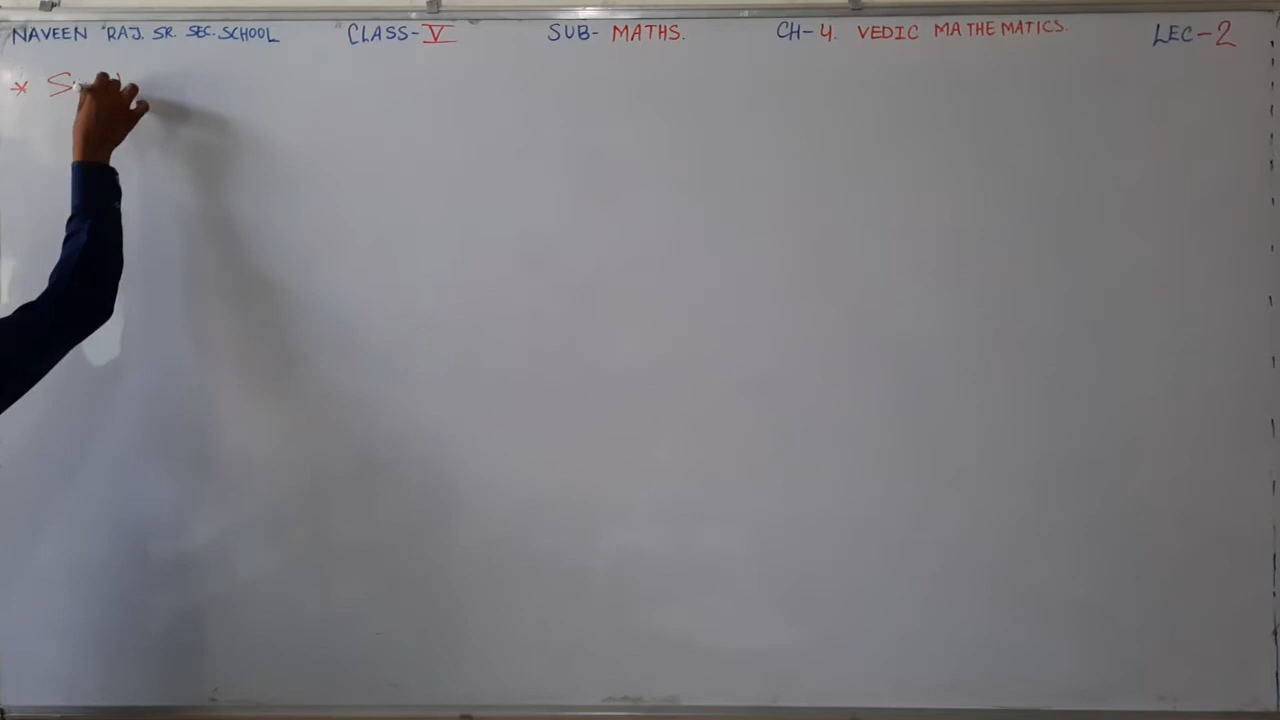 NAVEEN "RAJ. SR. SEC. SCHOOL "CLASS-V SUB- MATHS. CH-4. VEDIC MATHEMATICS. LEC-2
*